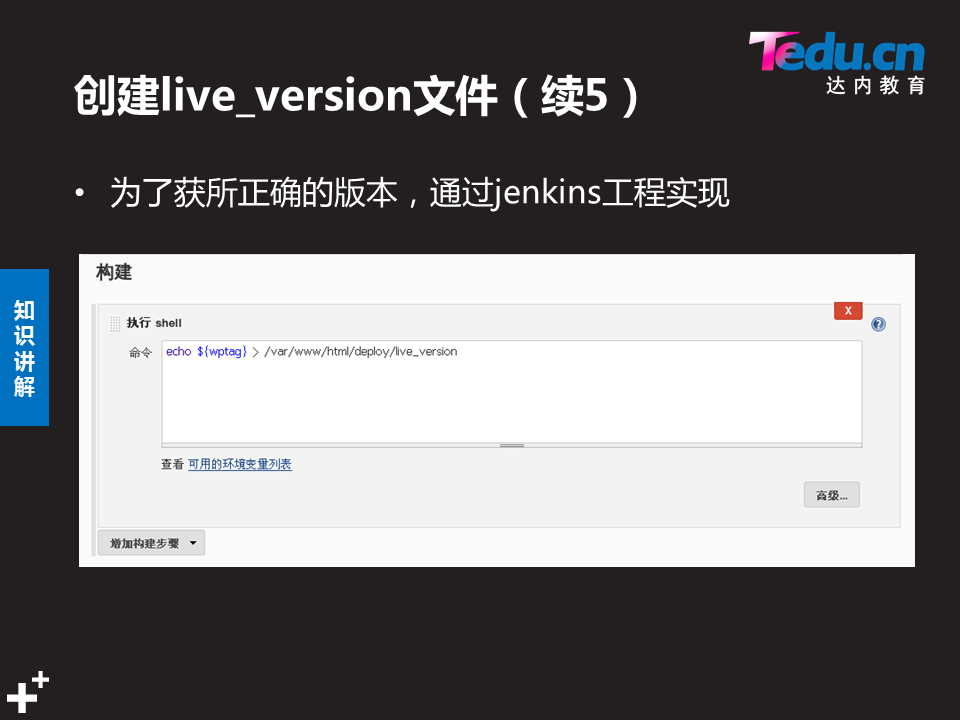 Tedu.cn
达内教育
创建live_version文件（续5）
• 为了获所正确的版本，通过jenkins工程实现
知识讲解
构建
执行 shell
X
命令
echo ${wptag} > /var/www/html/deploy/live_version
查看 可用的环境变量列表
高级...
增加构建步骤